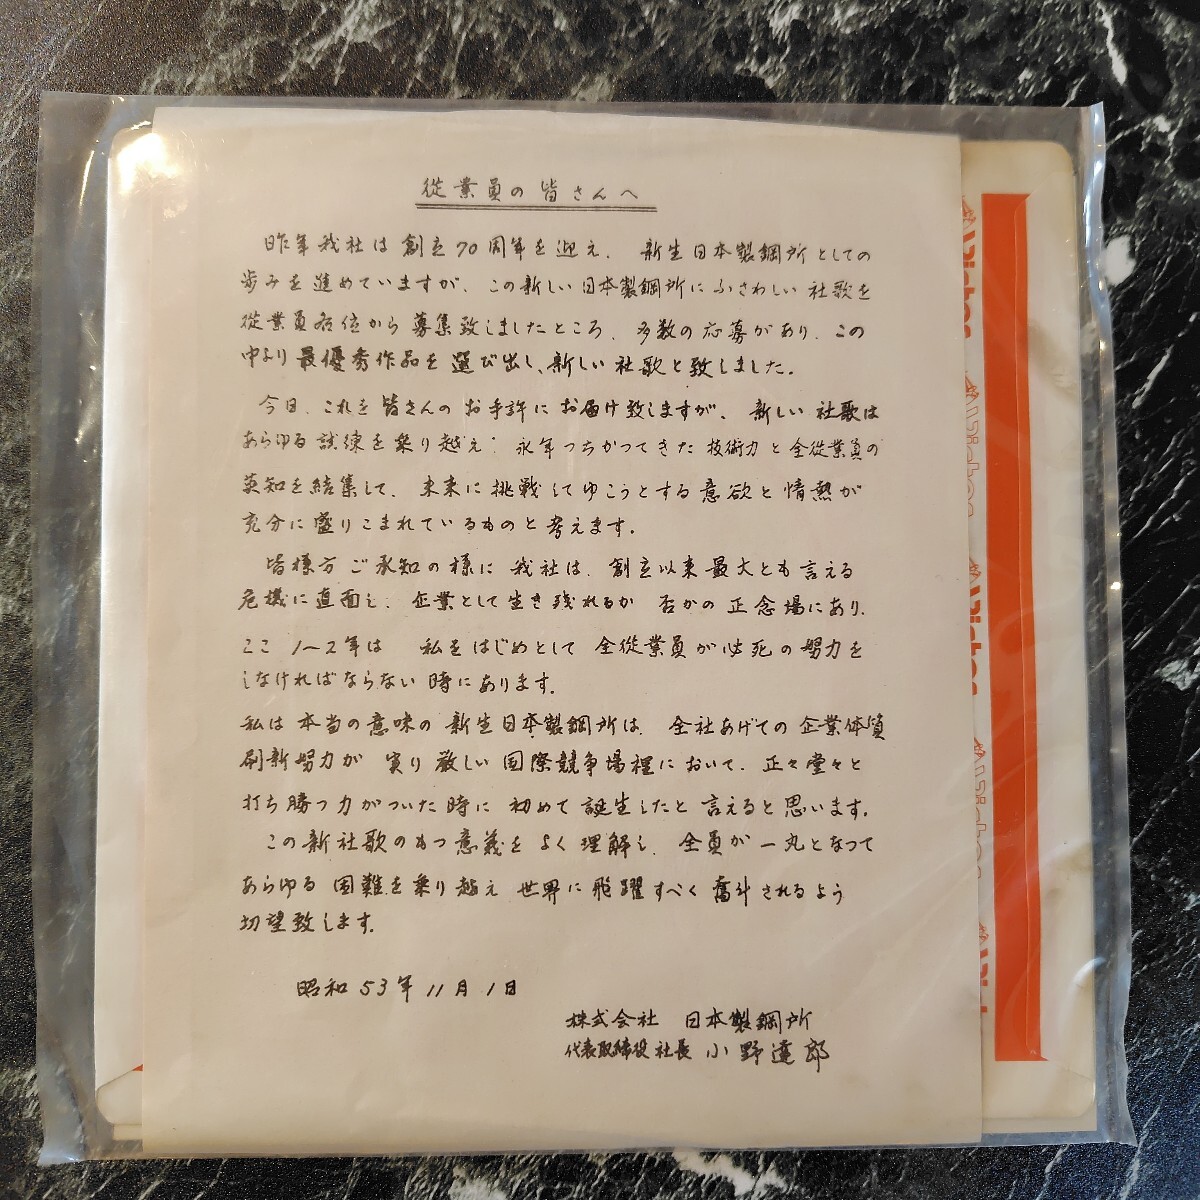 従業員の皆さんへ
昨年我社は創立70周年を迎え、新生日本製鋼所としての
歩みを進めていますが、この新しい日本製鋼所にふさわしい社歌を
従業員各位から募集致しましたところ、多数の応募があり、この
中より最優秀作品を選び出し、新しい社歌と致しました。
今日、これを皆さんのお手許にお届け致しますが、新しい社歌は
あらゆる試練を乗り越え、永年つちかってきた技術力と全従業員の
英知を結集して、未来に挑戦してゆこうとする意欲と情熱が
充分に盛りこまれているものと考えます。
皆様方ご承知の様に我社は、創立以来最大とも言える
危機に直面し、企業として生き残れるか否かの正念場にあり、
ここ1〜2年は 私をはじめとして全従業員が必死の努力を
しなければならない時にあります。
私は本当の意味の新生日本製鋼所は、全社あげての企業体質
刷新努力が実り厳しい国際競争場裡において、正々堂々と
打ち勝つ力がついた時に初めて誕生したと言えると思います。
この新社歌のもつ意義をよく理解し、全員が一丸となって
あらゆる困難を乗り越え世界に飛躍すべく奮斗されるよう
切望致します。
昭和53年11月1日
株式会社 日本製鋼所
代表取締役社長 小野達郎
Victor
Victor
Victor
Victor
Vict